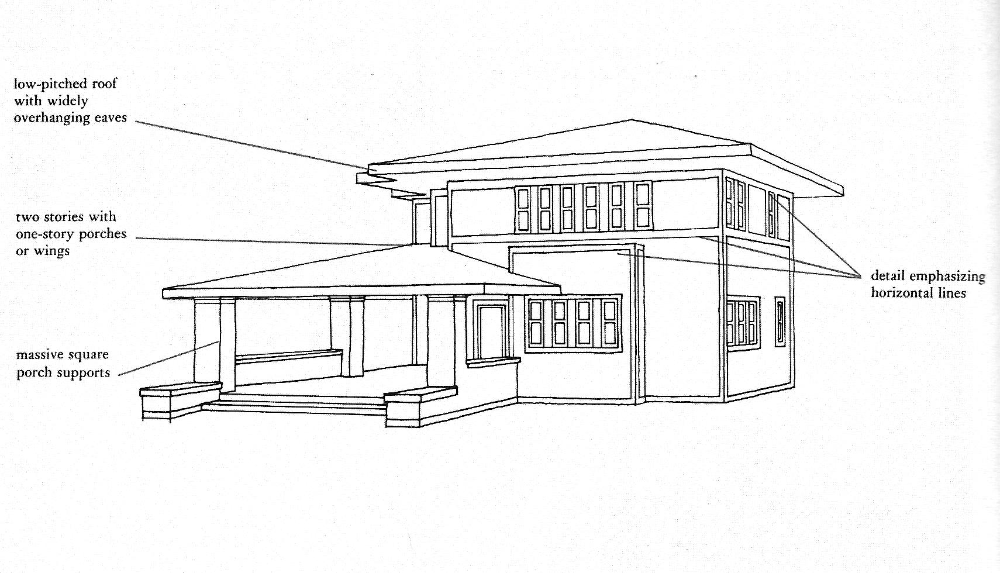 low-pitched roof
with widely
overhanging eaves
two stories with
one-story porches
or wings
massive square
porch supports
detail emphasizing
horizontal lines